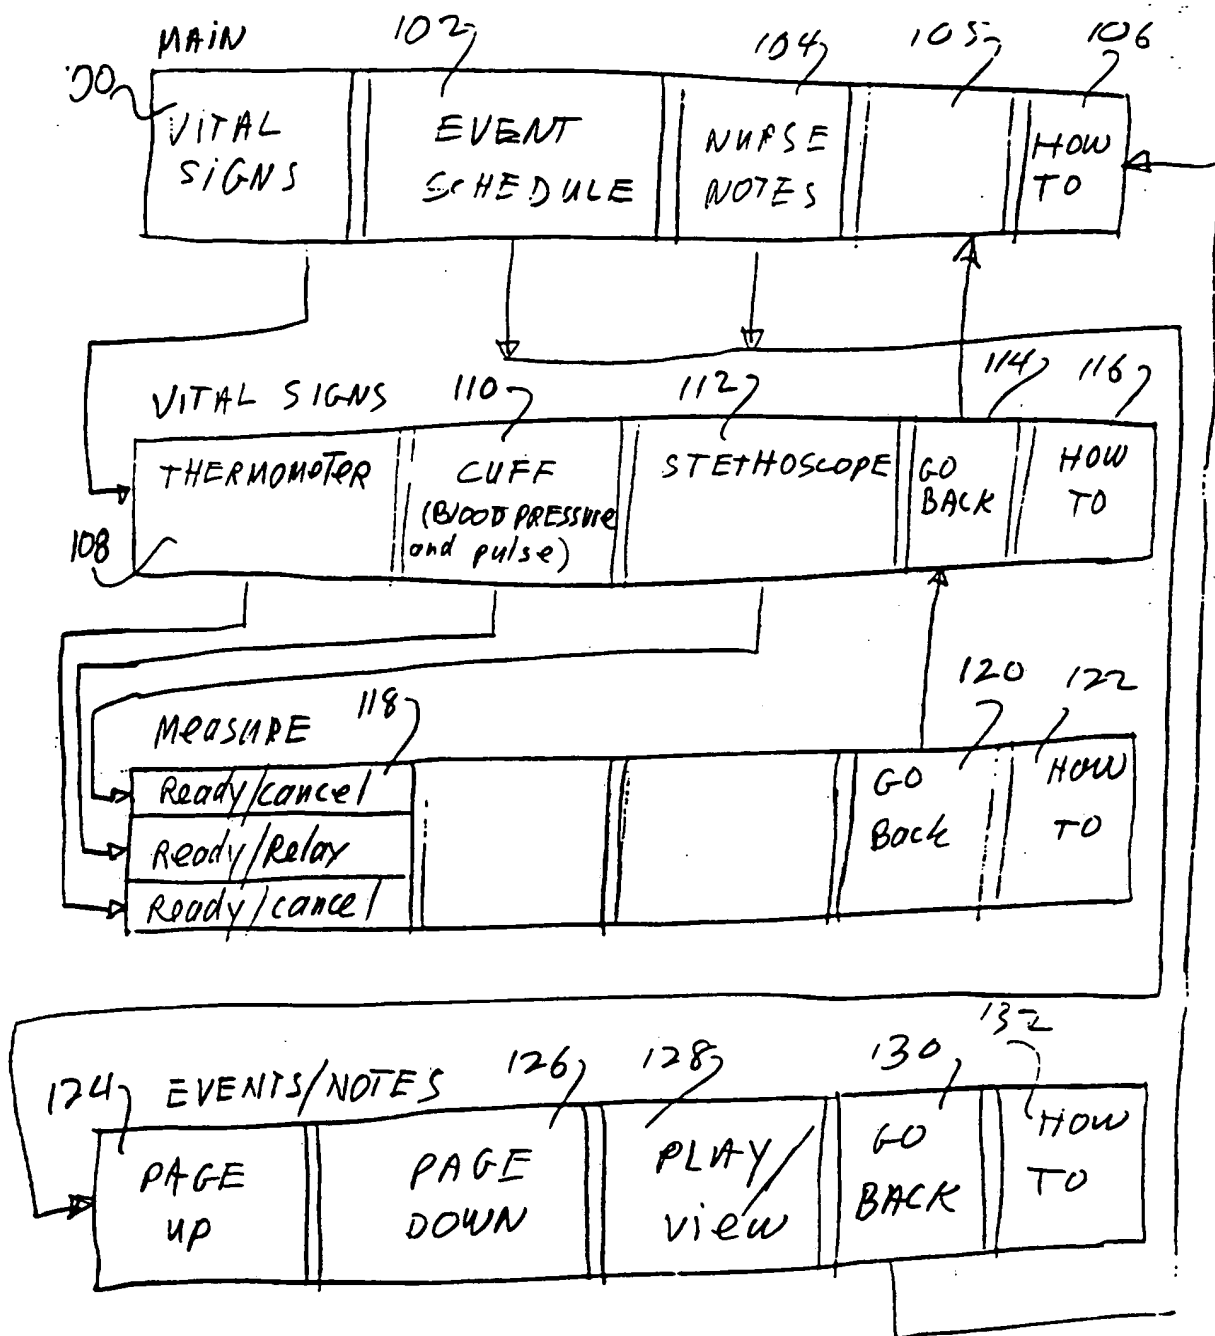 MAIN
102
104
105
106
VITAL
SIGNS
EVENT
SCHEDULE
NURSE
NOTES
HOW
TO
VITAL SIGNS
110
112
114
116
THERMOMETER
CUFF
(BLOOD PRESSURE
and pulse)
STETHOSCOPE
GO
BACK
HOW
TO
108
MEASURE
118
120
122
Ready/cancel
Ready/Relay
Ready/cancel
GO
Back
HOW
TO
124
EVENTS/NOTES
126
128
130
132
PAGE
UP
PAGE
DOWN
PLAY/
VIEW
GO
BACK
HOW
TO